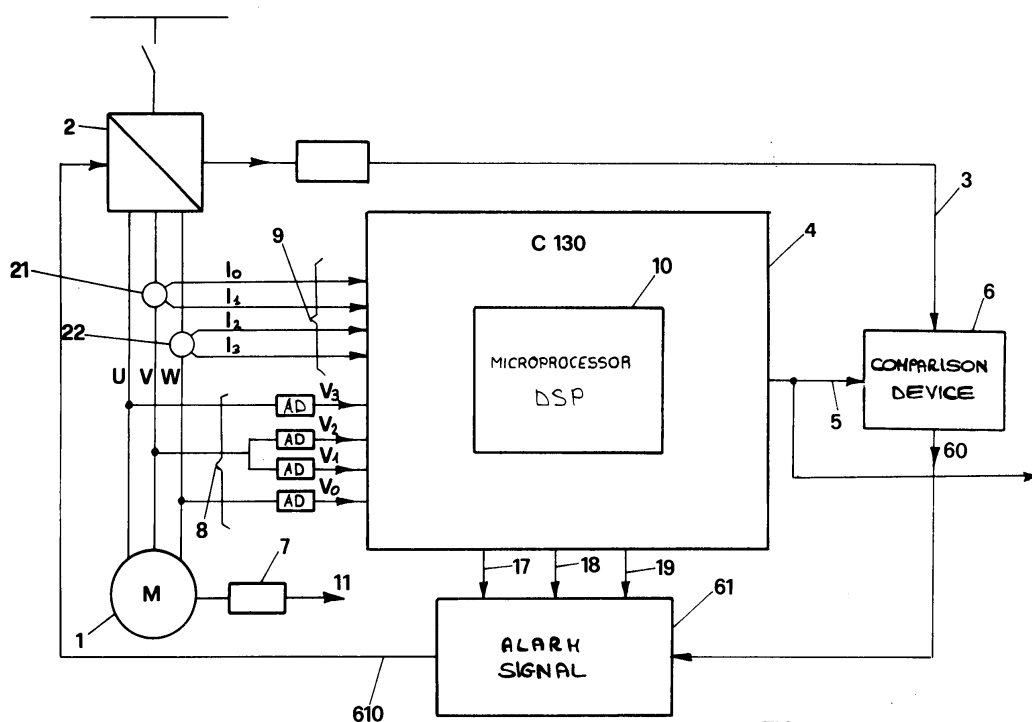 2
3
9
C 130
4
21
I0
10
6
I1
22
I2
MICROPROCESSOR
DSP
COMPARISON
DEVICE
I3
U V W
AD V3
AD V2
5
60
AD V1
AD V0
8
7
17
18
19
61
11
M
1
ALARM
SIGNAL
610